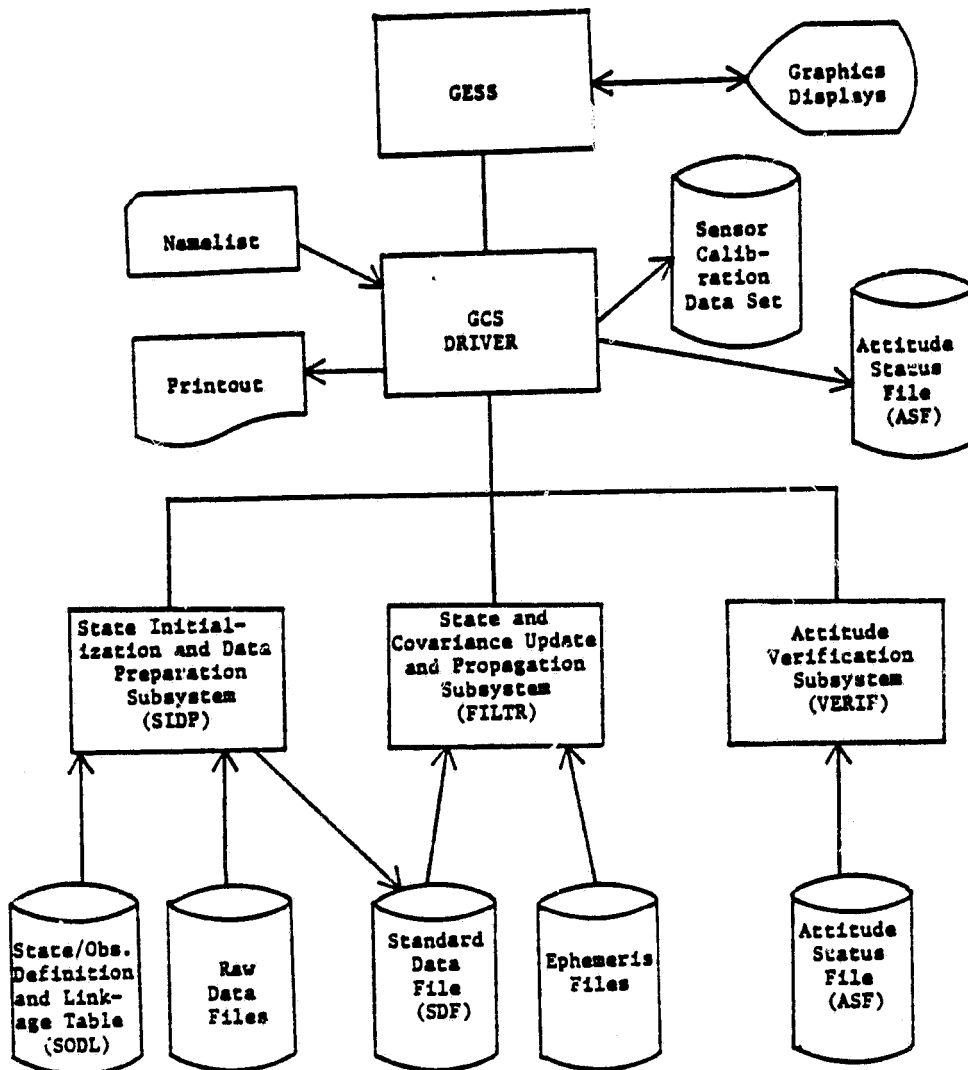 GESS
Graphics
Displays
Namelist
Sensor
Calib-
ration
Data Set
GCS
DRIVER
Attitude
Status
File
(ASF)
Printout
State Initial-
ization and Data
Preparation
Subsystem
(SIDP)
State and
Covariance Update
and Propagation
Subsystem
(FILTR)
Attitude
Verification
Subsystem
(VERIF)
State/Obs.
Definition
and Link-
age Table
(SODL)
Raw
Data
Files
Standard
Data
File
(SDF)
Ephemeris
Files
Attitude
Status
File
(ASF)